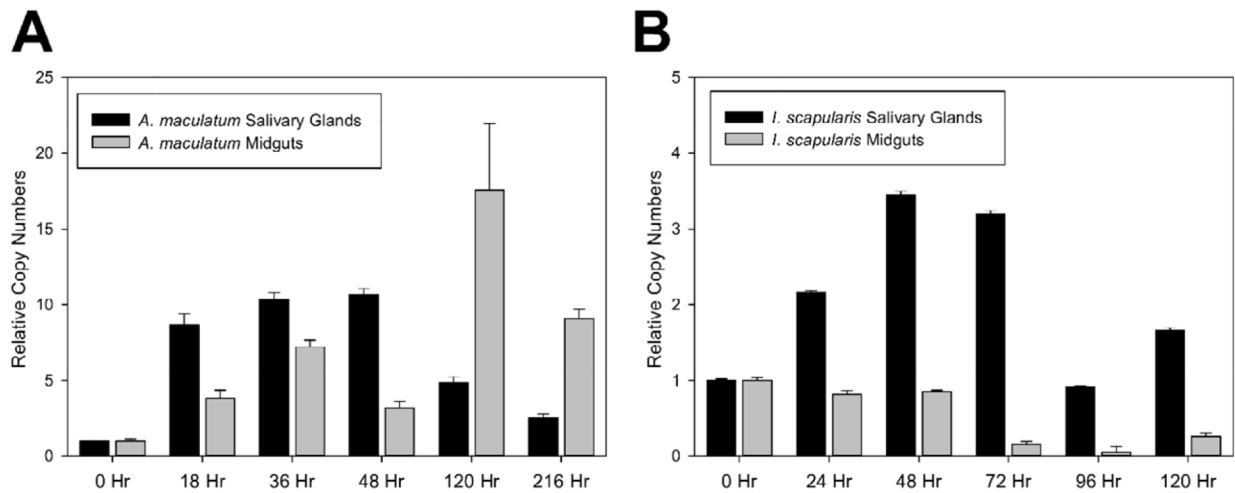 A
25
20
15
10
5
0
Relative Copy Numbers
A. maculatum Salivary Glands
A. maculatum Midguts
0 Hr 18 Hr 36 Hr 48 Hr 120 Hr 216 Hr
B
5
4
3
2
1
0
Relative Copy Numbers
I. scapularis Salivary Glands
I. scapularis Midguts
0 Hr 24 Hr 48 Hr 72 Hr 96 Hr 120 Hr